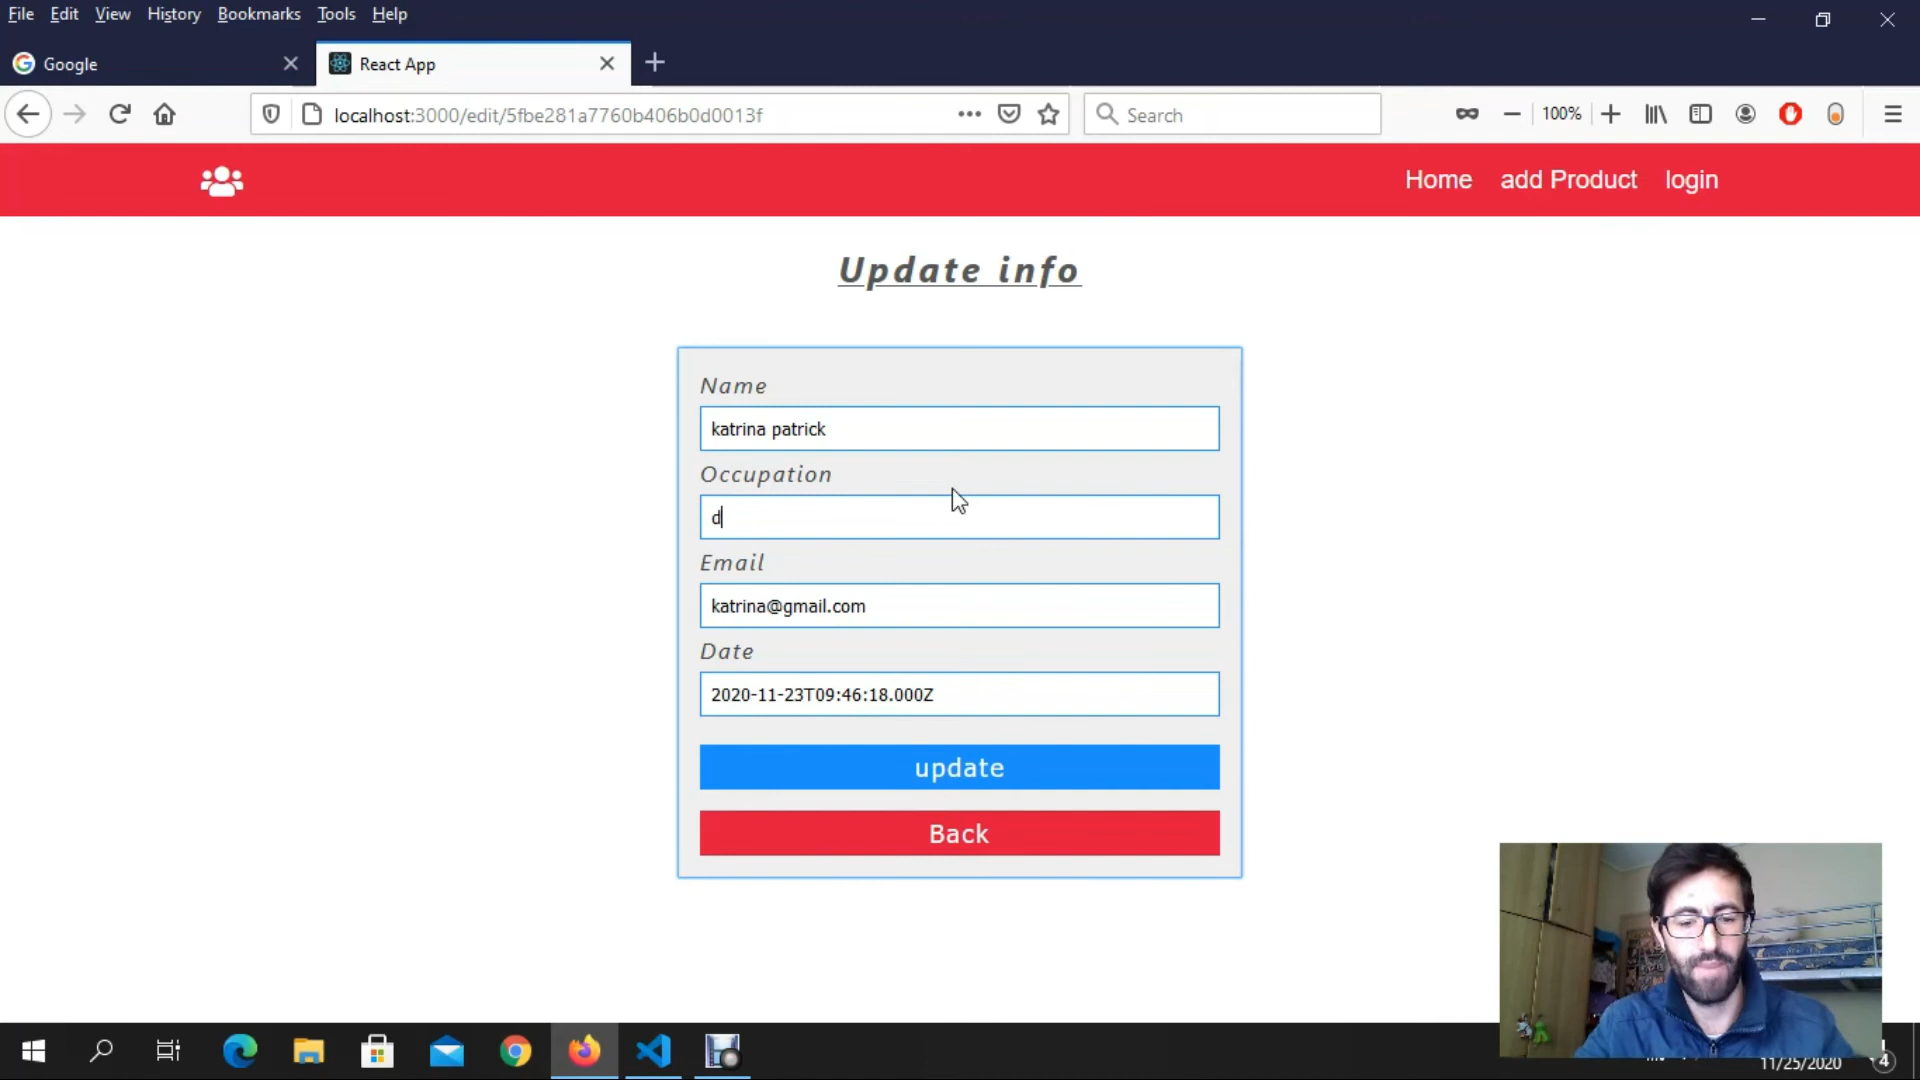 File Edit View History Bookmarks Tools Help
Google
React App
localhost:3000/edit/5fbe281a7760b406b0d0013f
Search
100%
Home add Product login
Update info
Name
katrina patrick
Occupation
d
Email
katrina@gmail.com
Date
2020-11-23T09:46:18.000Z
update
Back
11/25/2020
4